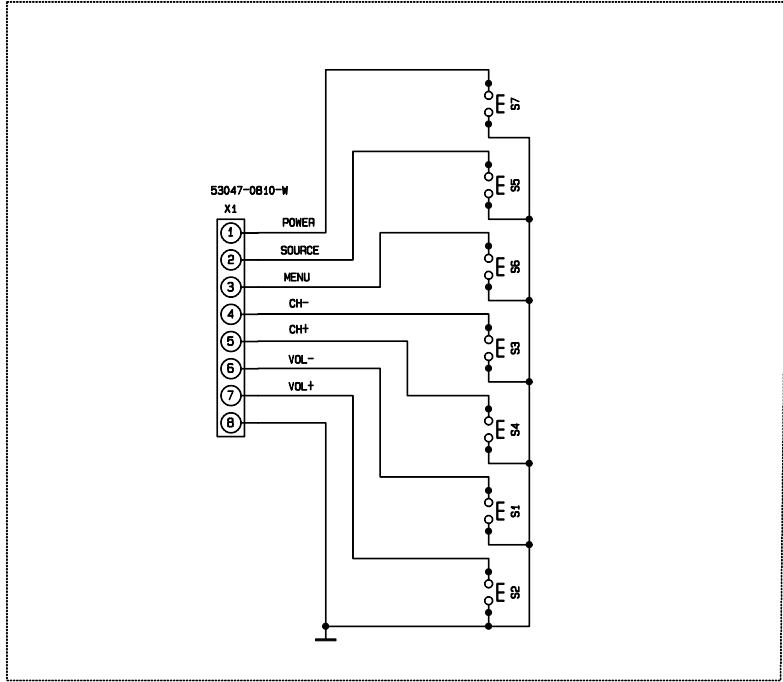 53047-0810-W
X1
1
POWER
2
SOURCE
3
MENU
4
CH-
5
CH+
6
VOL-
7
VOL+
8
E S7
E S5
E S6
E S3
E S4
E S1
E S2